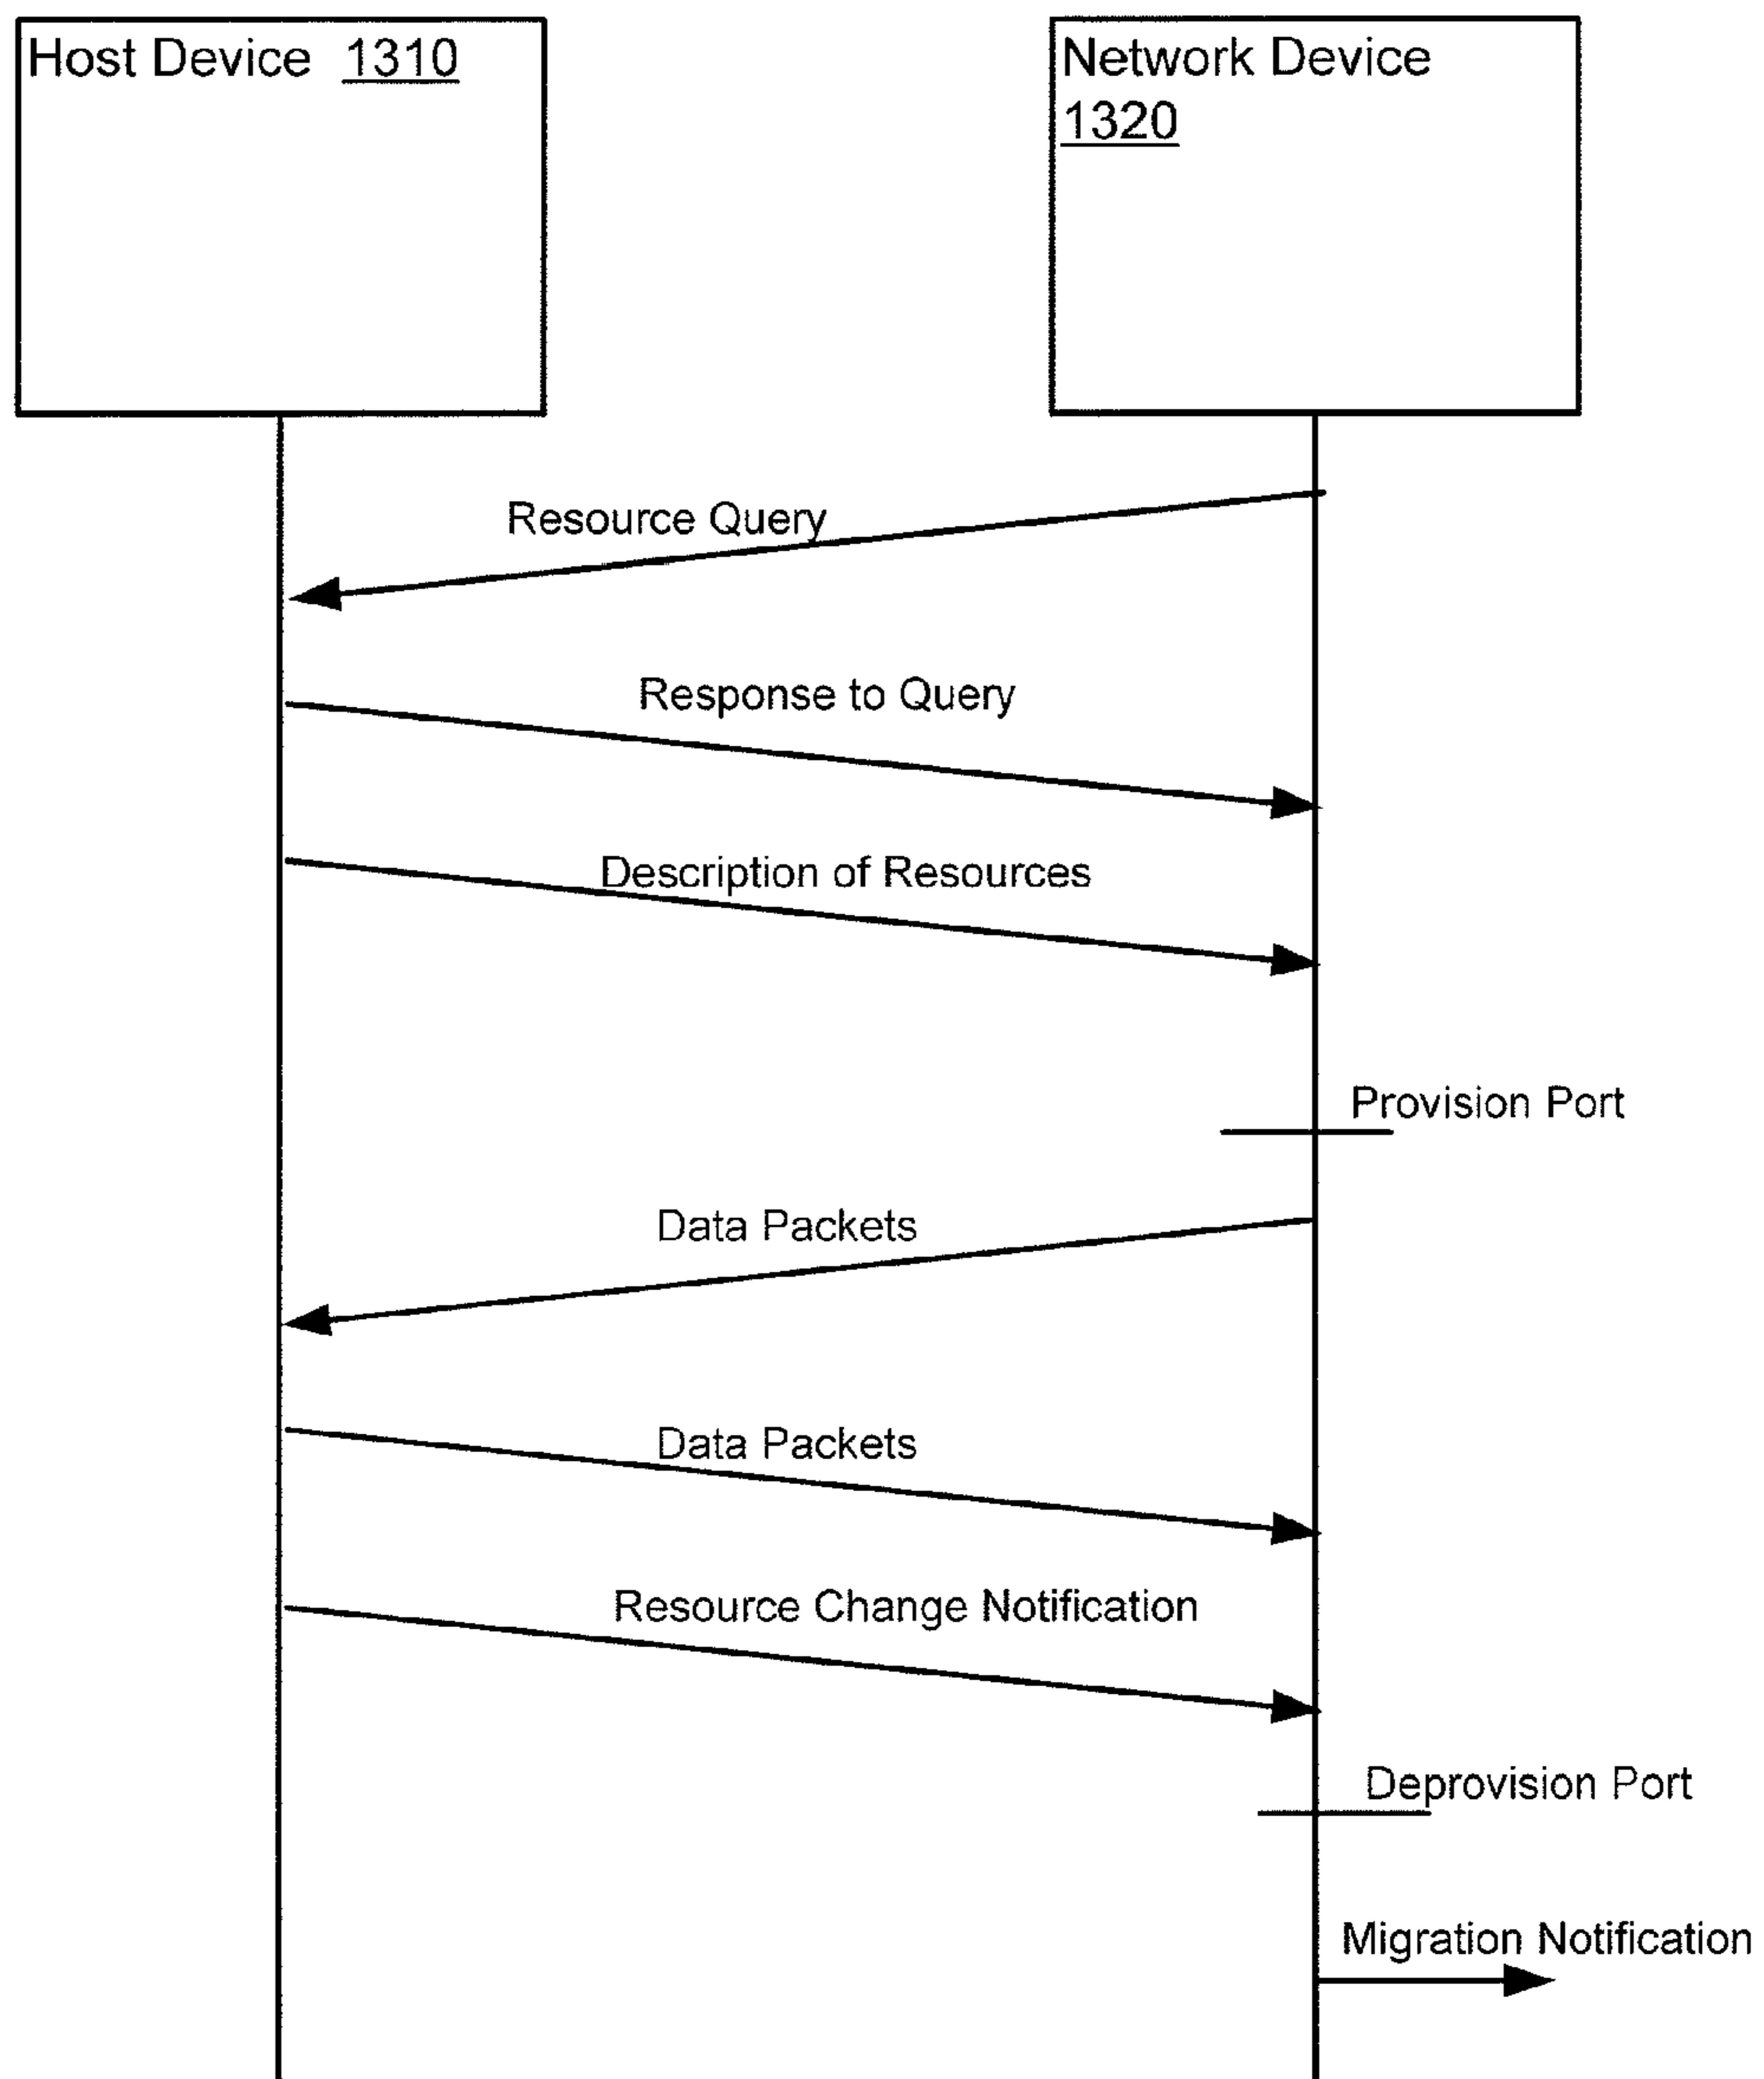 Host Device 1310
Network Device
1320
Resource Query
Response to Query
Description of Resources
Provision Port
Data Packets
Data Packets
Resource Change Notification
Deprovision Port
Migration Notification